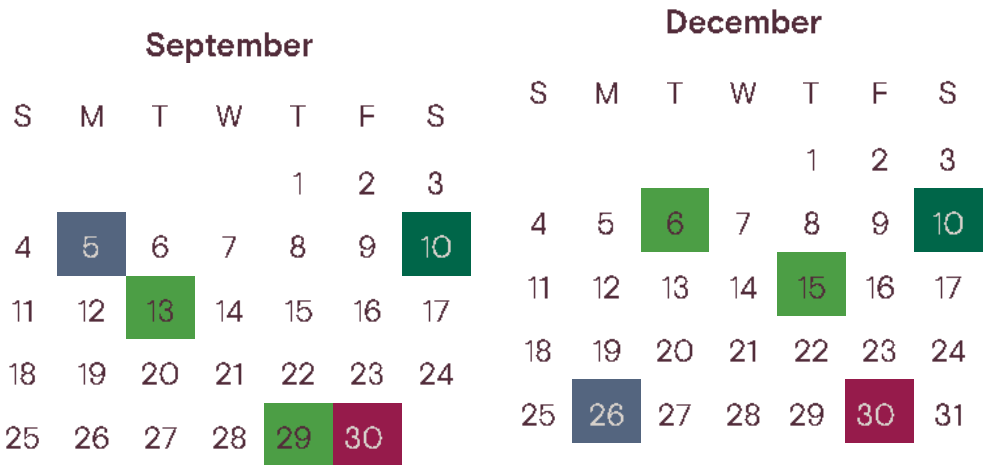 September
S M T W T F S
1 2 3
4 5 6 7 8 9 10
11 12 13 14 15 16 17
18 19 20 21 22 23 24
25 26 27 28 29 30
December
S M T W T F S
1 2 3
4 5 6 7 8 9 10
11 12 13 14 15 16 17
18 19 20 21 22 23 24
25 26 27 28 29 30 31